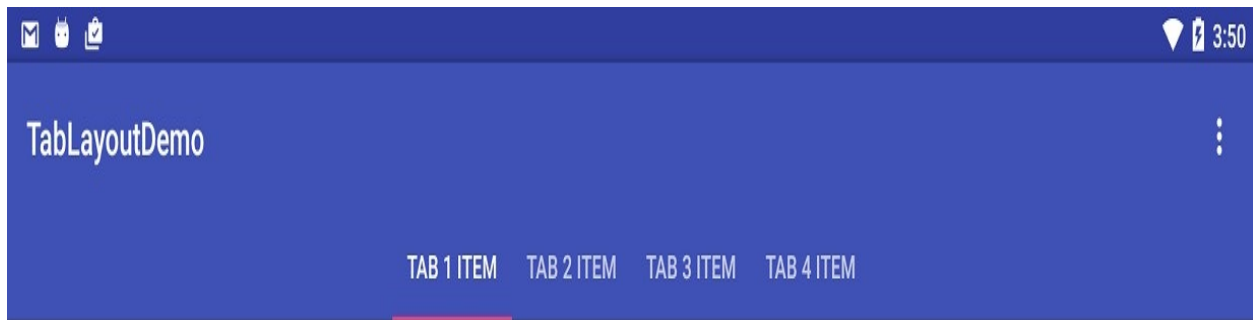 3:50
TabLayoutDemo
TAB 1 ITEM TAB 2 ITEM TAB 3 ITEM TAB 4 ITEM